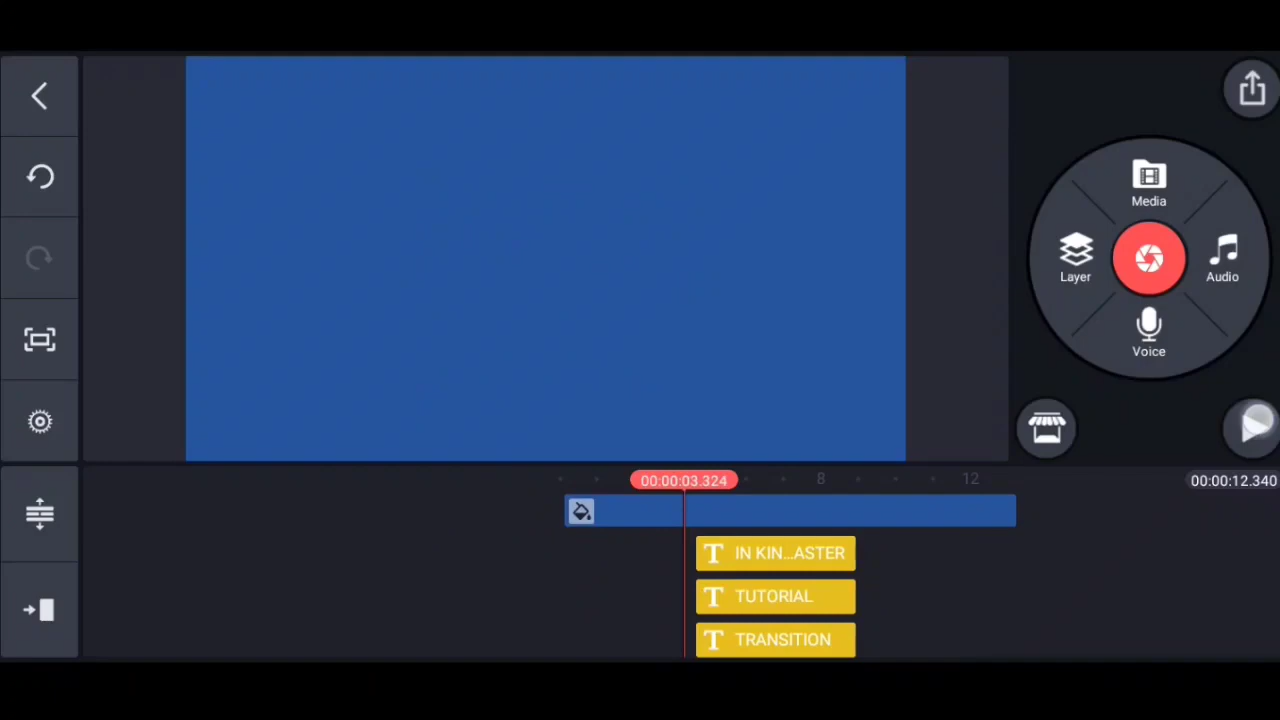 Media
Layer
Audio
Voice
00:00:03.324
8
12
00:00:12.340
IN KIN...ASTER
TUTORIAL
TRANSITION